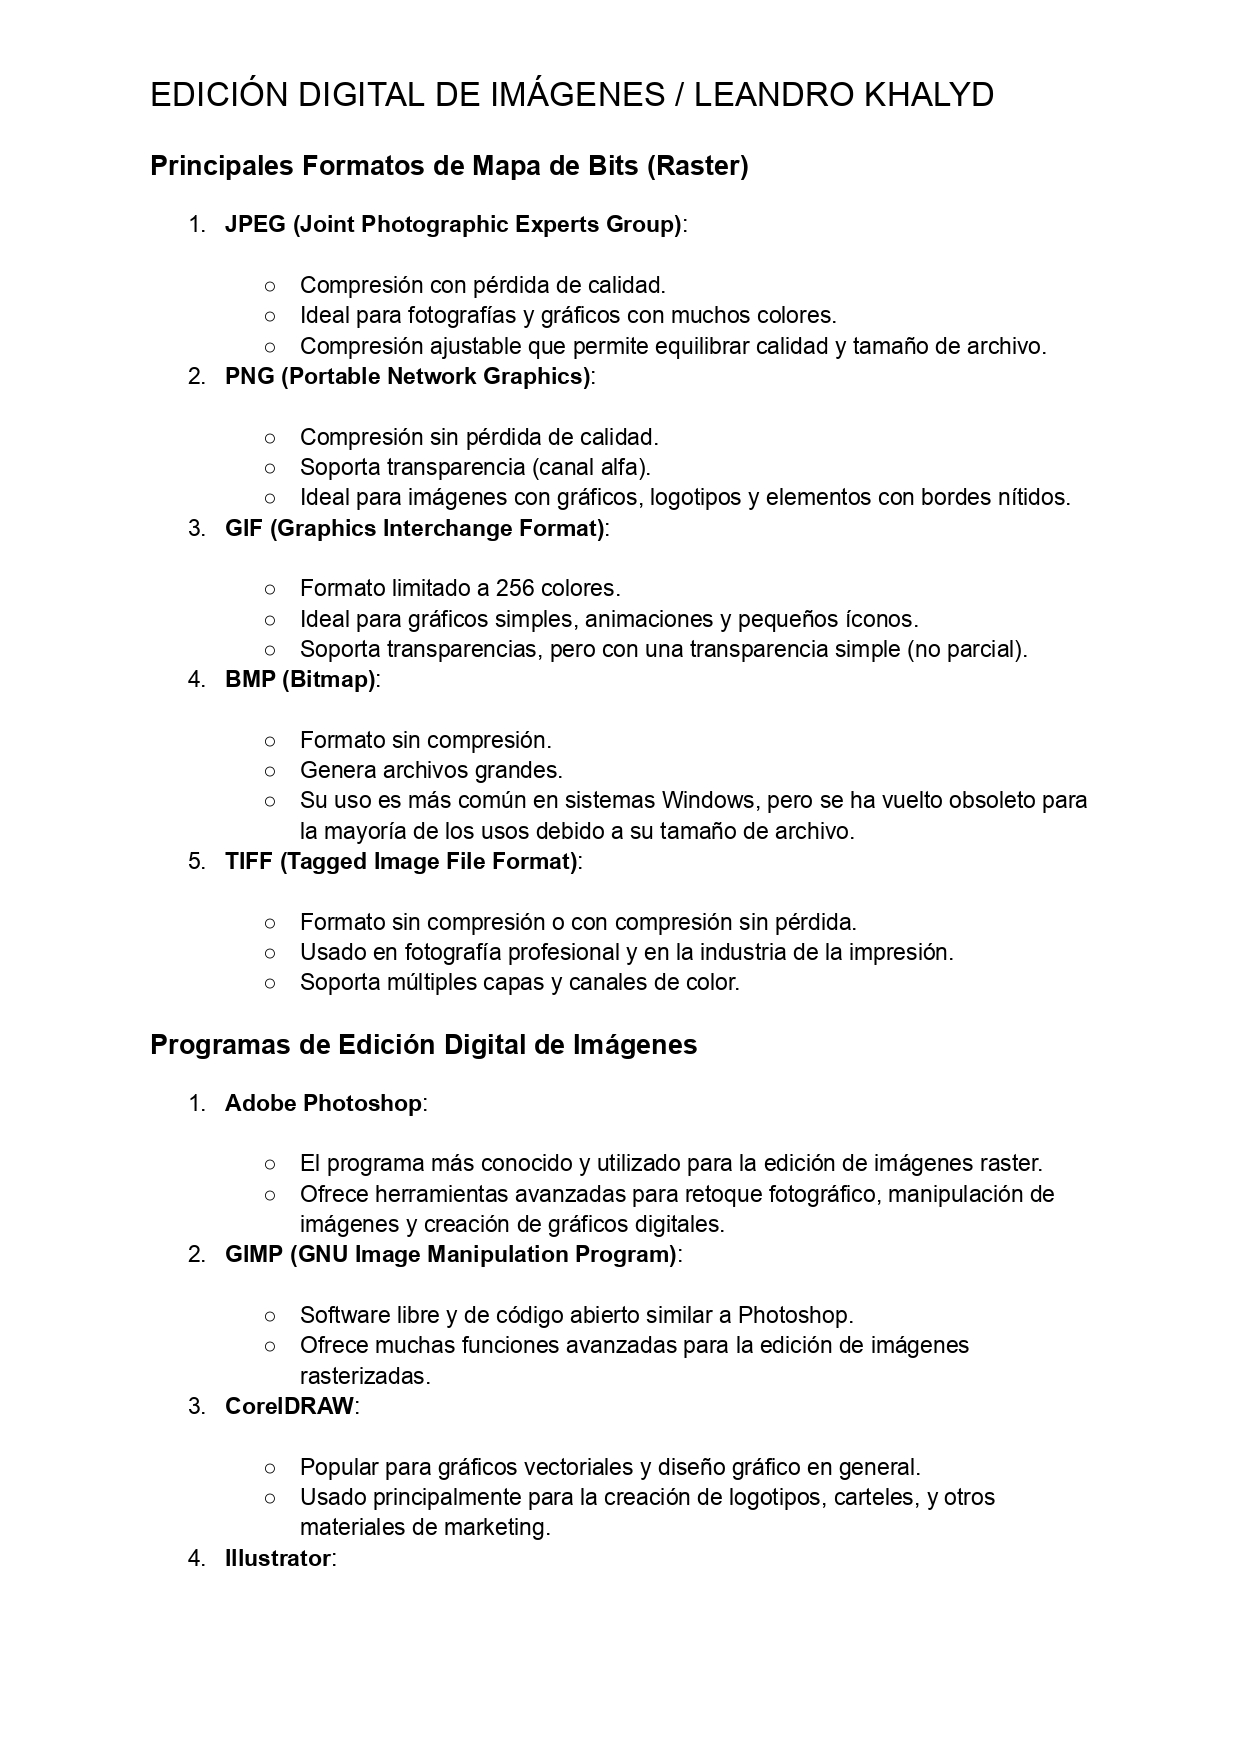 EDICIÓN DIGITAL DE IMÁGENES / LEANDRO KHALYD
Principales Formatos de Mapa de Bits (Raster)
1. JPEG (Joint Photographic Experts Group):
○ Compresión con pérdida de calidad.
○ Ideal para fotografías y gráficos con muchos colores.
○ Compresión ajustable que permite equilibrar calidad y tamaño de archivo.
2. PNG (Portable Network Graphics):
○ Compresión sin pérdida de calidad.
○ Soporta transparencia (canal alfa).
○ Ideal para imágenes con gráficos, logotipos y elementos con bordes nítidos.
3. GIF (Graphics Interchange Format):
○ Formato limitado a 256 colores.
○ Ideal para gráficos simples, animaciones y pequeños íconos.
○ Soporta transparencias, pero con una transparencia simple (no parcial).
4. BMP (Bitmap):
○ Formato sin compresión.
○ Genera archivos grandes.
○ Su uso es más común en sistemas Windows, pero se ha vuelto obsoleto para
la mayoría de los usos debido a su tamaño de archivo.
5. TIFF (Tagged Image File Format):
○ Formato sin compresión o con compresión sin pérdida.
○ Usado en fotografía profesional y en la industria de la impresión.
○ Soporta múltiples capas y canales de color.
Programas de Edición Digital de Imágenes
1. Adobe Photoshop:
○ El programa más conocido y utilizado para la edición de imágenes raster.
○ Ofrece herramientas avanzadas para retoque fotográfico, manipulación de
imágenes y creación de gráficos digitales.
2. GIMP (GNU Image Manipulation Program):
○ Software libre y de código abierto similar a Photoshop.
○ Ofrece muchas funciones avanzadas para la edición de imágenes
rasterizadas.
3. CorelDRAW:
○ Popular para gráficos vectoriales y diseño gráfico en general.
○ Usado principalmente para la creación de logotipos, carteles, y otros
materiales de marketing.
4. Illustrator: